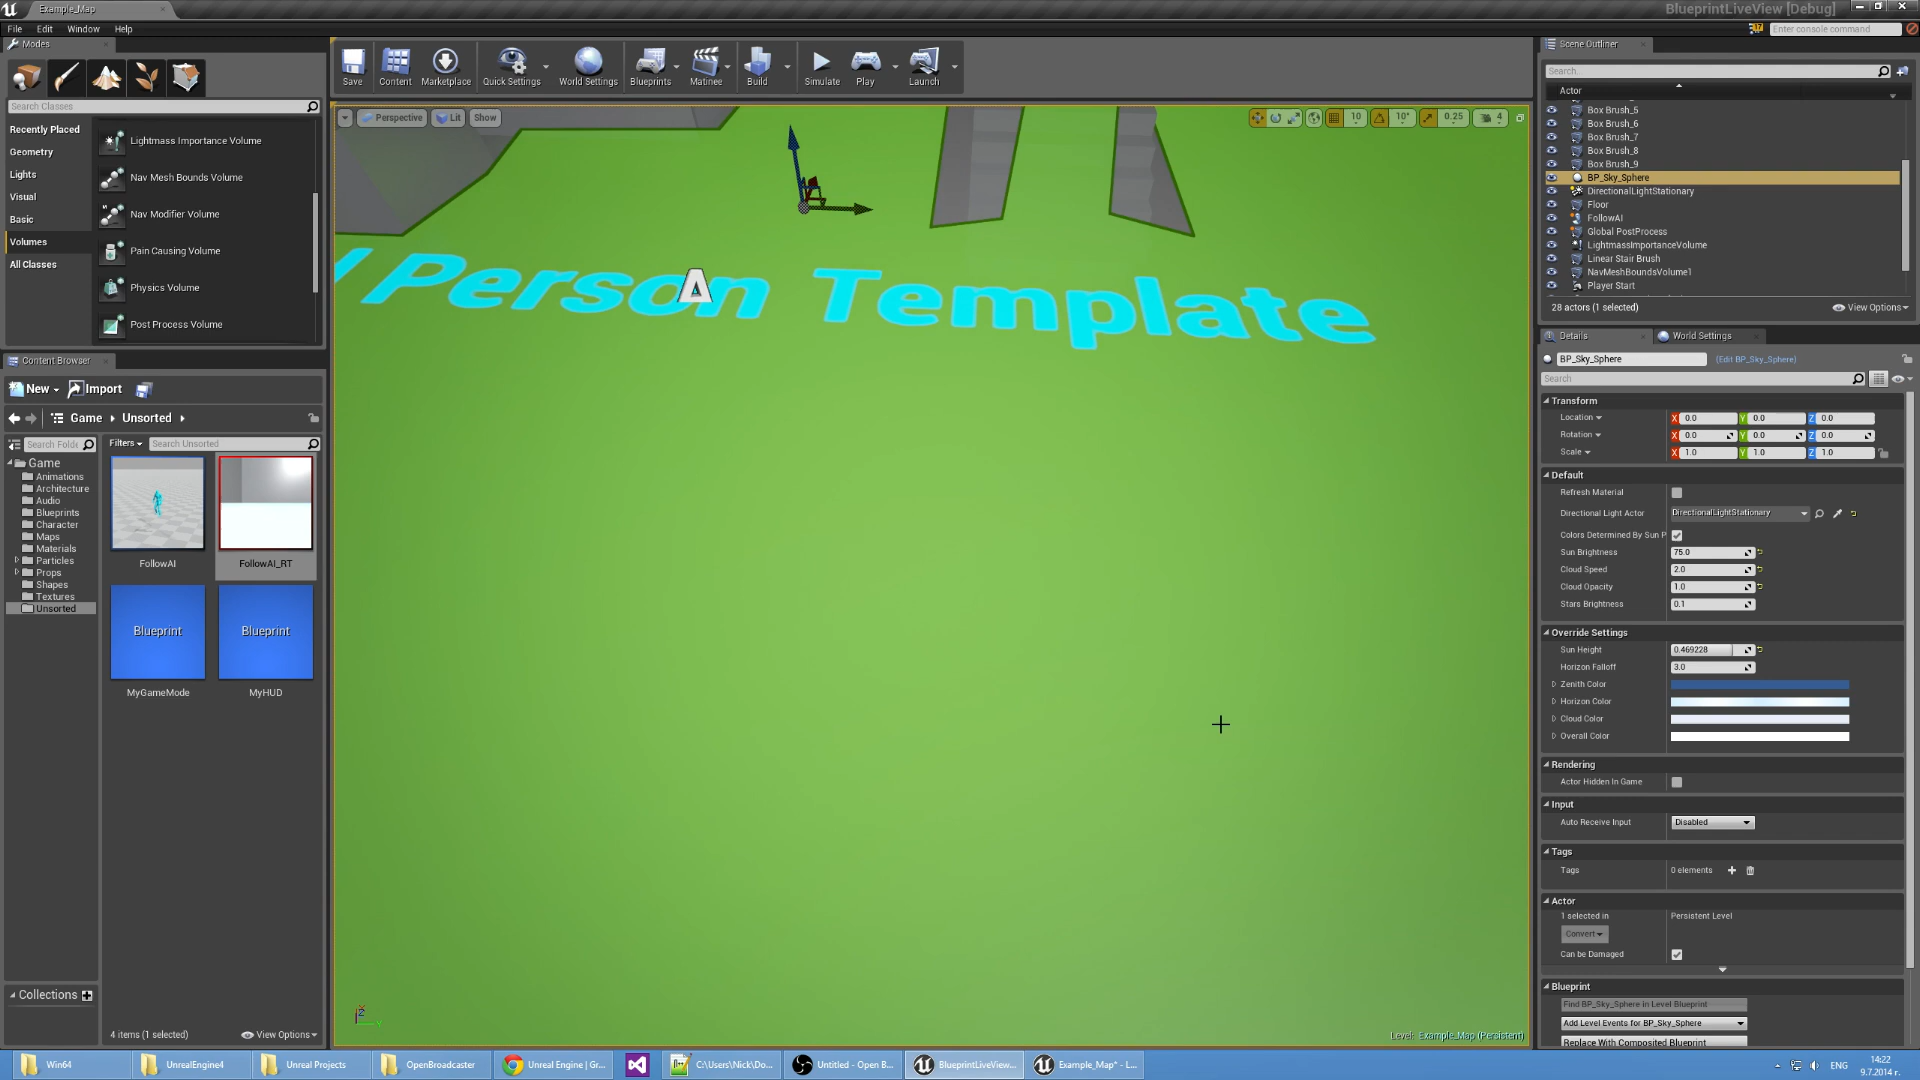 Example_Map
BlueprintLiveView [Debug]
File Edit Window Help
Enter console command
Modes
Search Classes
Recently Placed
Geometry
Lights
Visual
Basic
Volumes
All Classes
Lightmass Importance Volume
Nav Mesh Bounds Volume
Nav Modifier Volume
Pain Causing Volume
Physics Volume
Post Process Volume
Save Content Marketplace Quick Settings World Settings Blueprints Matinee Build Simulate Play Launch
Perspective Lit Show
10 10° 0.25 4
Person Template
Level: Example_Map (Persistent)
Content Browser
New Import
Game Unsorted
Search Folde
Filters Search Unsorted
Game
Animations
Architecture
Audio
Blueprints
Character
Maps
Materials
Particles
Props
Shapes
Textures
Unsorted
FollowAI FollowAI_RT
Blueprint Blueprint
MyGameMode MyHUD
Collections
4 items (1 selected) View Options
Scene Outliner
Search...
Actor
Box Brush_5
Box Brush_6
Box Brush_7
Box Brush_8
Box Brush_9
BP_Sky_Sphere
DirectionalLightStationary
Floor
FollowAI
Global PostProcess
LightmassImportanceVolume
Linear Stair Brush
NavMeshBoundsVolume1
Player Start
28 actors (1 selected) View Options
Details World Settings
BP_Sky_Sphere (Edit BP_Sky_Sphere)
Search
Transform
Location X 0.0 Y 0.0 Z 0.0
Rotation X 0.0 Y 0.0 Z 0.0
Scale X 1.0 Y 1.0 Z 1.0
Default
Refresh Material
Directional Light Actor DirectionalLightStationary
Colors Determined By Sun P
Sun Brightness 75.0
Cloud Speed 2.0
Cloud Opacity 1.0
Stars Brightness 0.1
Override Settings
Sun Height 0.469228
Horizon Falloff 3.0
Zenith Color
Horizon Color
Cloud Color
Overall Color
Rendering
Actor Hidden In Game
Input
Auto Receive Input Disabled
Tags
Tags 0 elements
Actor
1 selected in Persistent Level
Convert
Can be Damaged
Blueprint
Find BP_Sky_Sphere in Level Blueprint
Add Level Events for BP_Sky_Sphere
Replace With Composited Blueprint
Win64 UnrealEngine4 Unreal Projects OpenBroadcaster Unreal Engine | Gr... C:\Users\Nick\Do... Untitled - Open B... BlueprintLiveView... Example_Map* - L... ENG 14:22
9.7.2014 г.